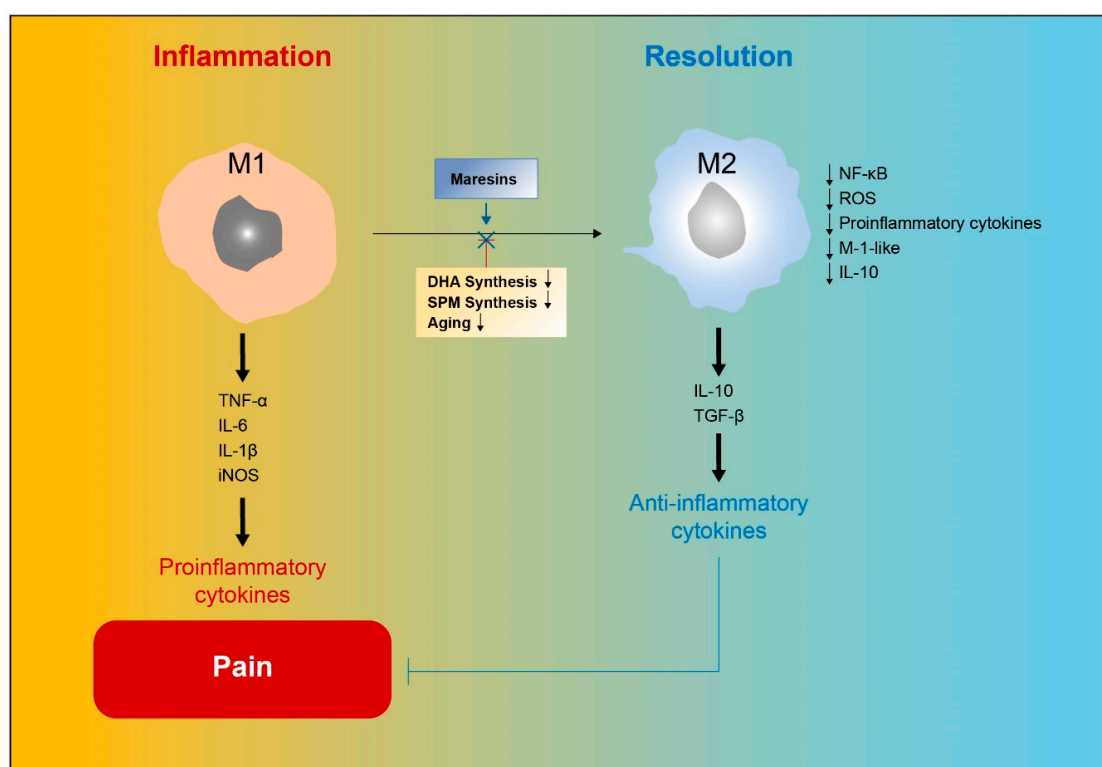 Inflammation
Resolution
M1
Maresins
DHA Synthesis ↓
SPM Synthesis ↓
Aging ↓
M2
↓ NF-κB
↓ ROS
↓ Proinflammatory cytokines
↓ M-1-like
↓ IL-10
TNF-α
IL-6
IL-1β
iNOS
Proinflammatory
cytokines
Pain
IL-10
TGF-β
Anti-inflammatory
cytokines